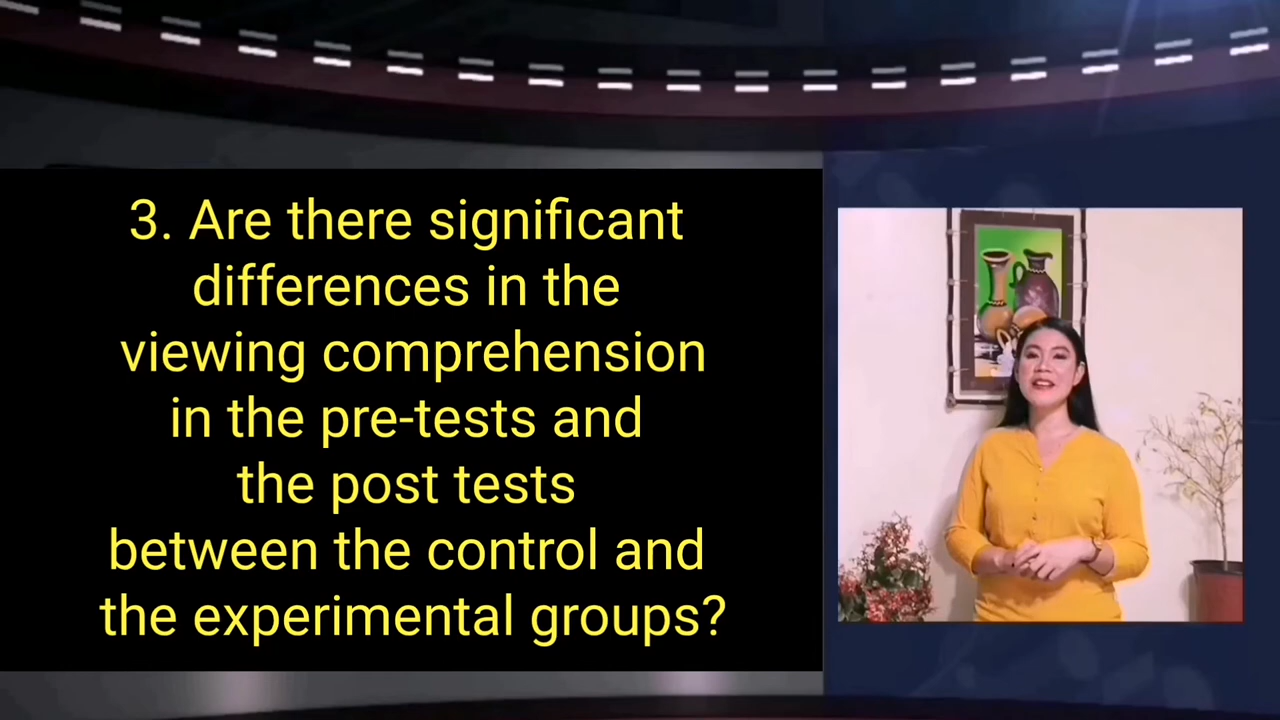 3. Are there significant
differences in the
viewing comprehension
in the pre-tests and
the post tests
between the control and
the experimental groups?